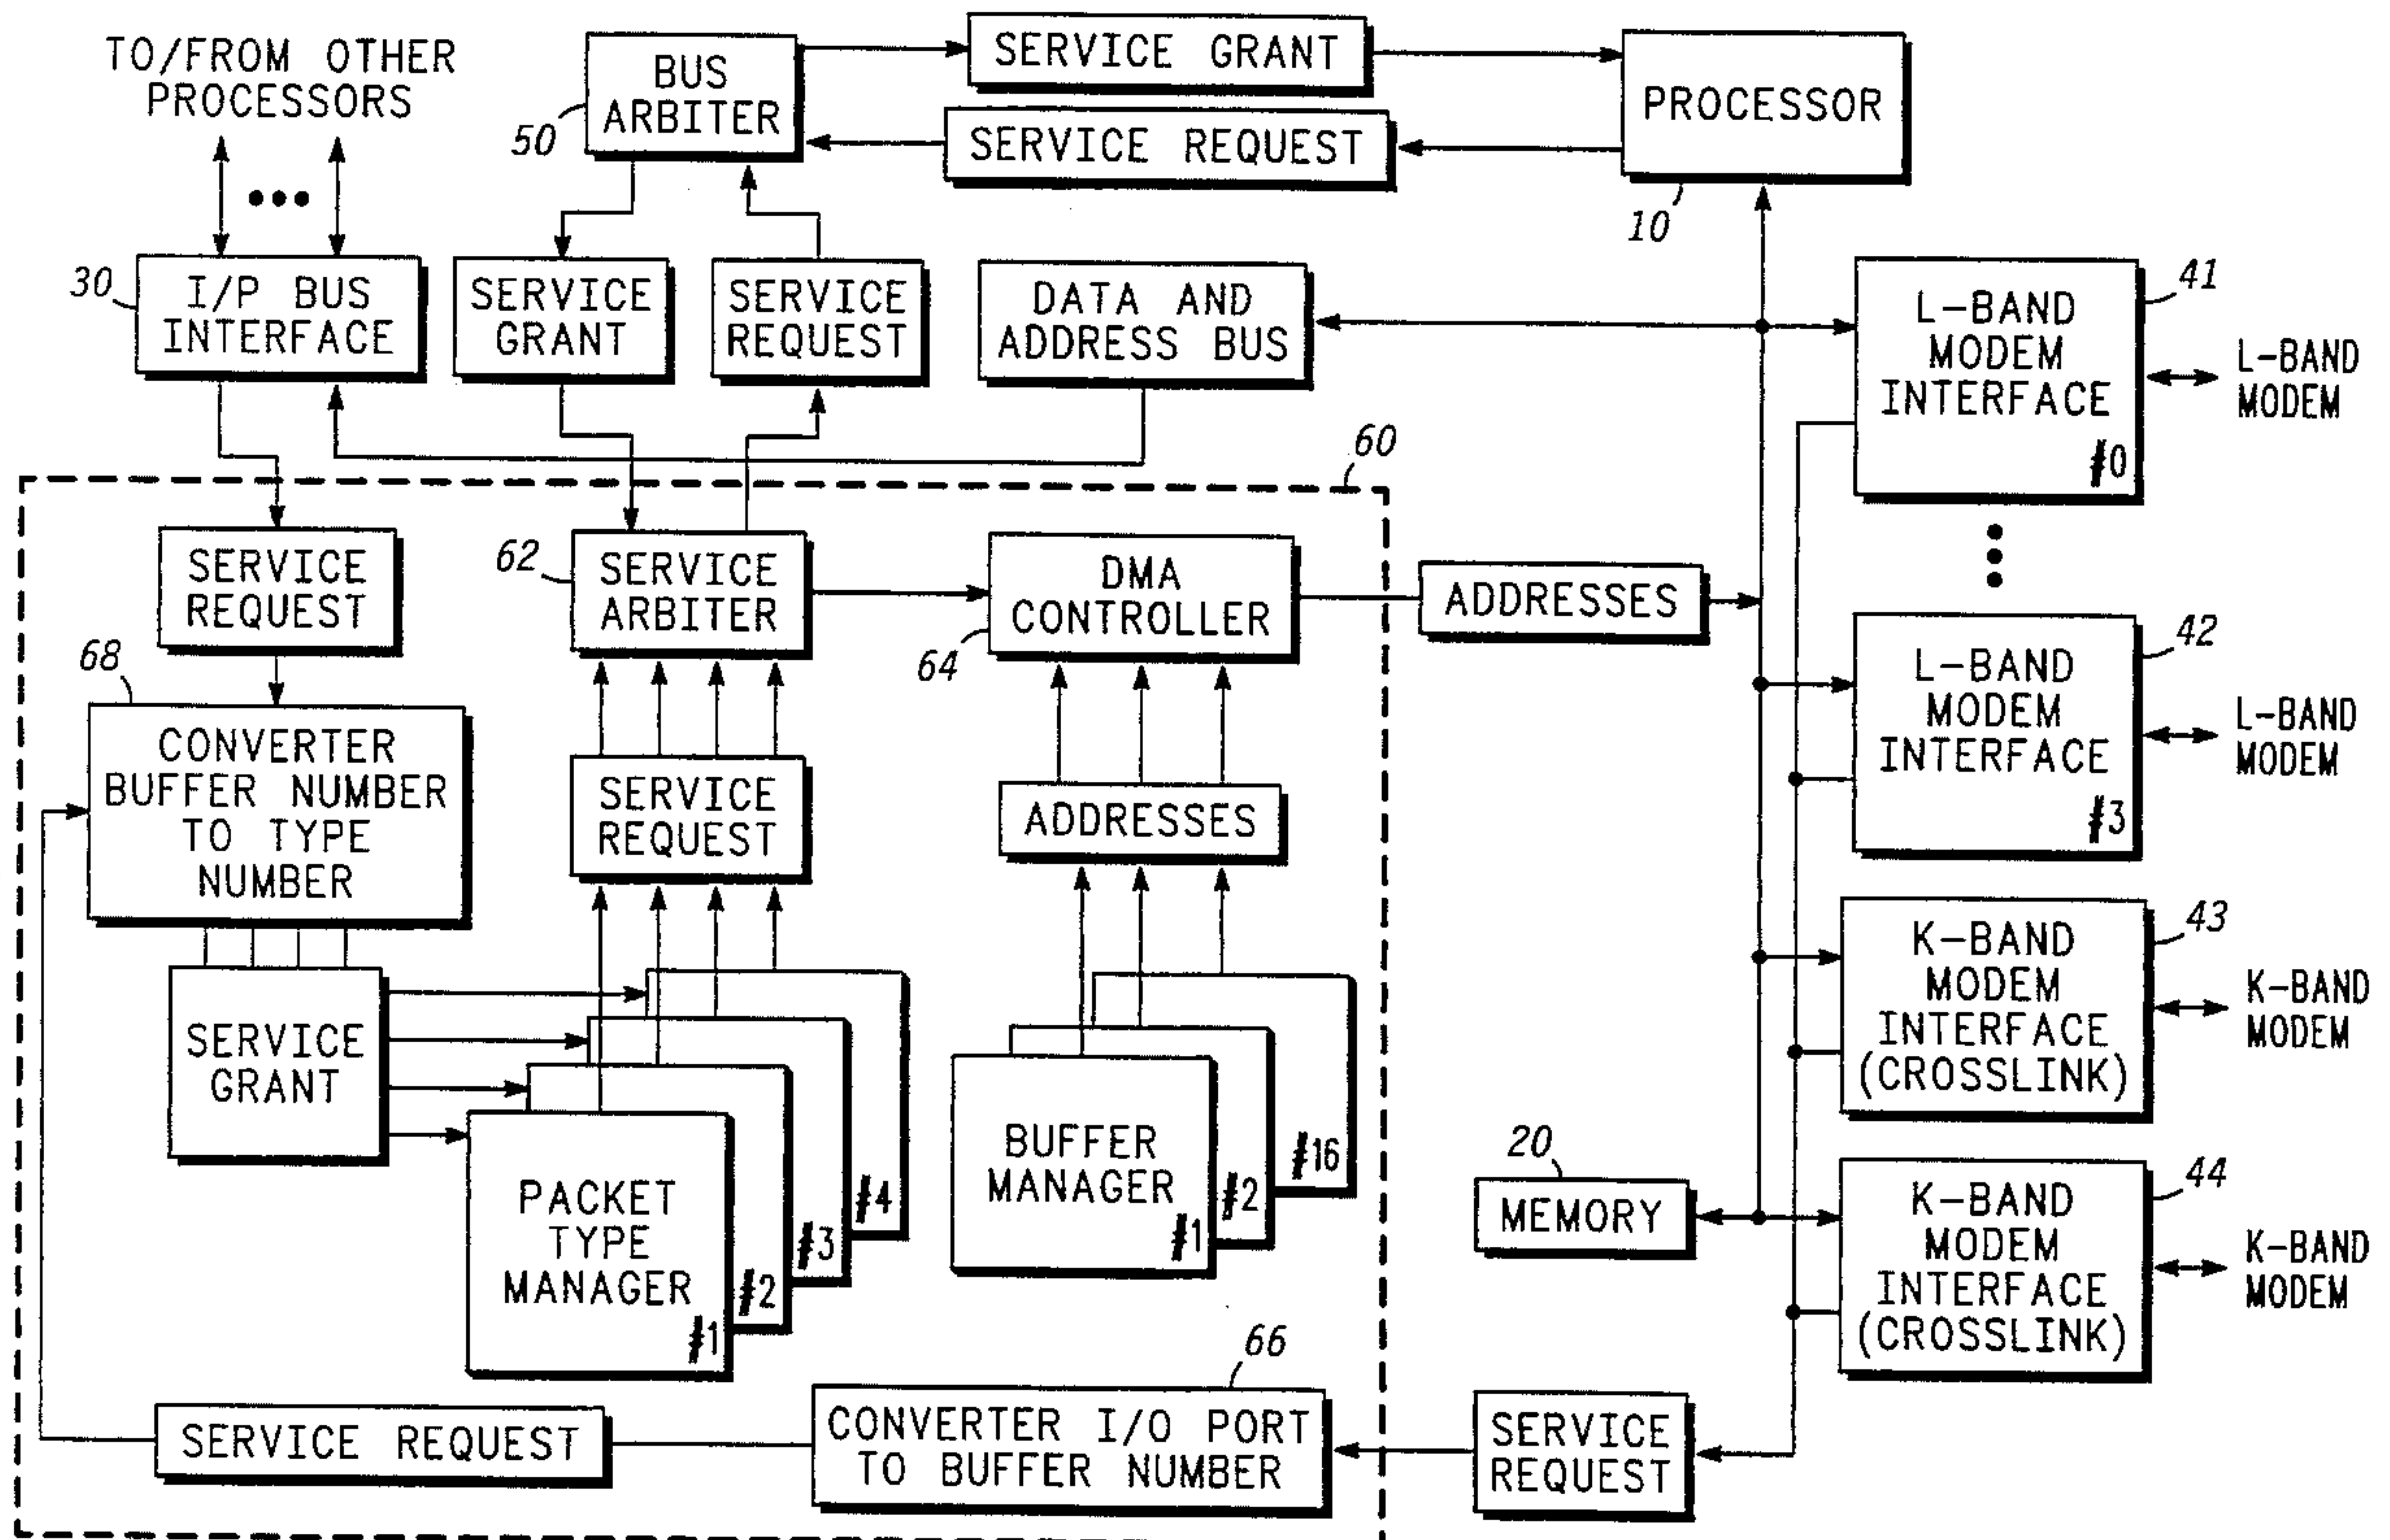 TO/FROM OTHER
PROCESSORS
BUS
ARBITER
50
SERVICE GRANT
SERVICE REQUEST
PROCESSOR
10
30
I/P BUS
INTERFACE
SERVICE
GRANT
SERVICE
REQUEST
DATA AND
ADDRESS BUS
L-BAND
MODEM
INTERFACE
#0
41
L-BAND
MODEM
60
SERVICE
REQUEST
62
SERVICE
ARBITER
DMA
CONTROLLER
64
ADDRESSES
L-BAND
MODEM
INTERFACE
#3
42
L-BAND
MODEM
68
CONVERTER
BUFFER NUMBER
TO TYPE
NUMBER
SERVICE
REQUEST
ADDRESSES
K-BAND
MODEM
INTERFACE
(CROSSLINK)
43
K-BAND
MODEM
SERVICE
GRANT
PACKET
TYPE
MANAGER
#1
#2
#3
#4
BUFFER
MANAGER
#1
#2
#16
20
MEMORY
K-BAND
MODEM
INTERFACE
(CROSSLINK)
44
K-BAND
MODEM
66
SERVICE REQUEST
CONVERTER I/O PORT
TO BUFFER NUMBER
SERVICE
REQUEST